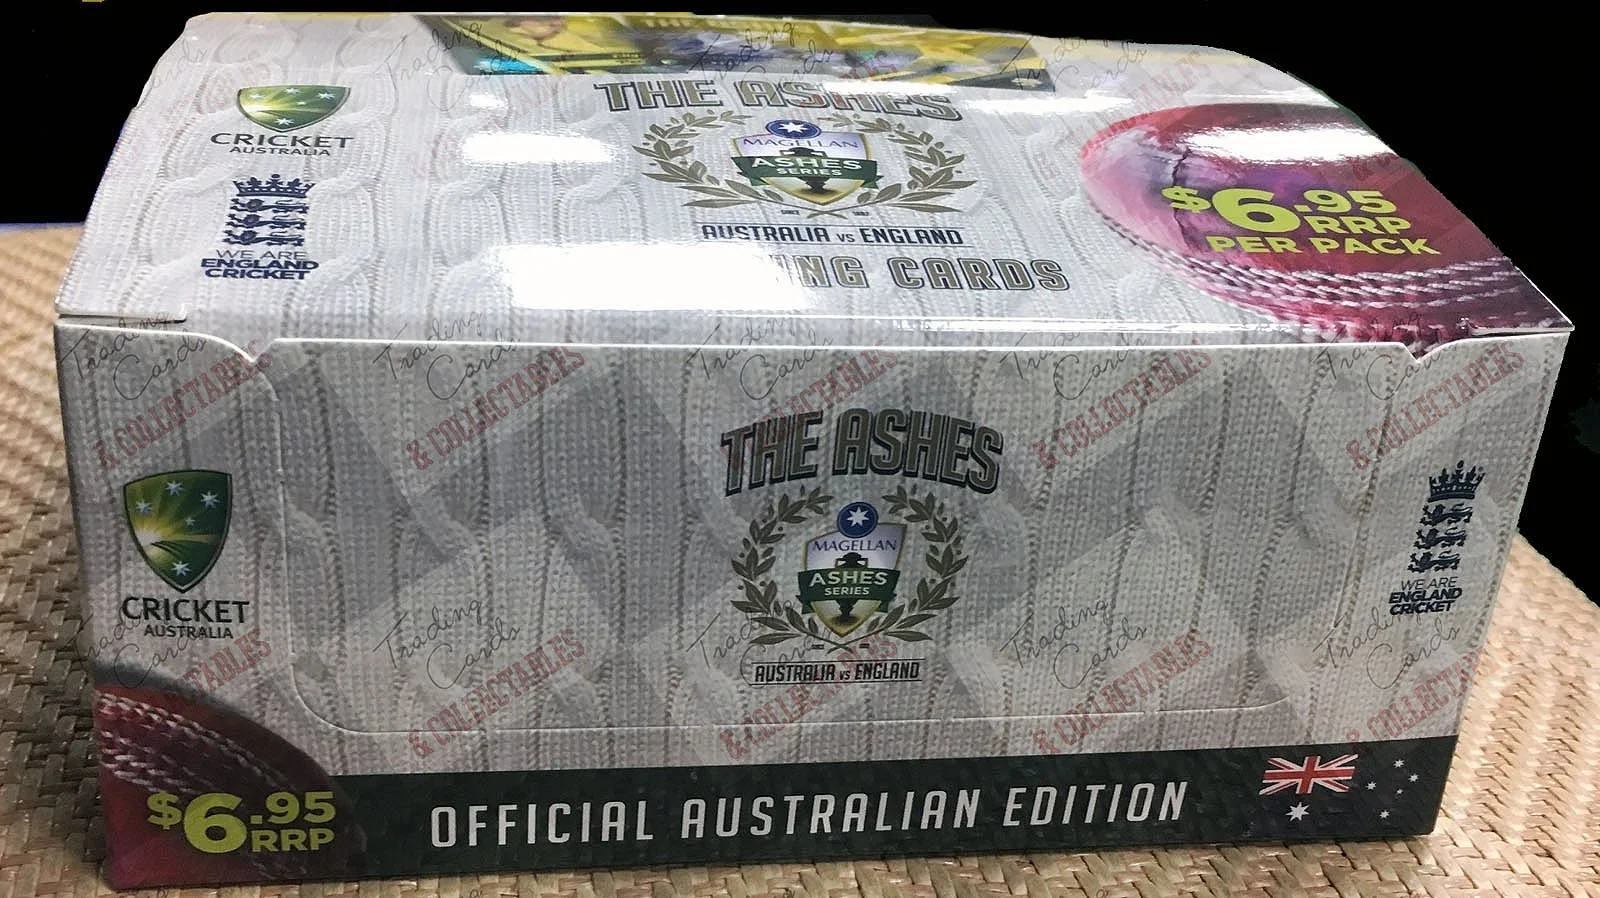 THE ASHES
CRICKET
AUSTRALIA
MAGELLAN
ASHES
SERIES
WE ARE
ENGLAND
CRICKET
AUSTRALIA vs ENGLAND
CARDS
$6.95
RRP
PER PACK
THE ASHES
MAGELLAN
ASHES
SERIES
AUSTRALIA vs ENGLAND
CRICKET
AUSTRALIA
WE ARE
ENGLAND
CRICKET
$6.95
RRP
OFFICIAL AUSTRALIAN EDITION
Trading
Cards
& COLLECTABLES